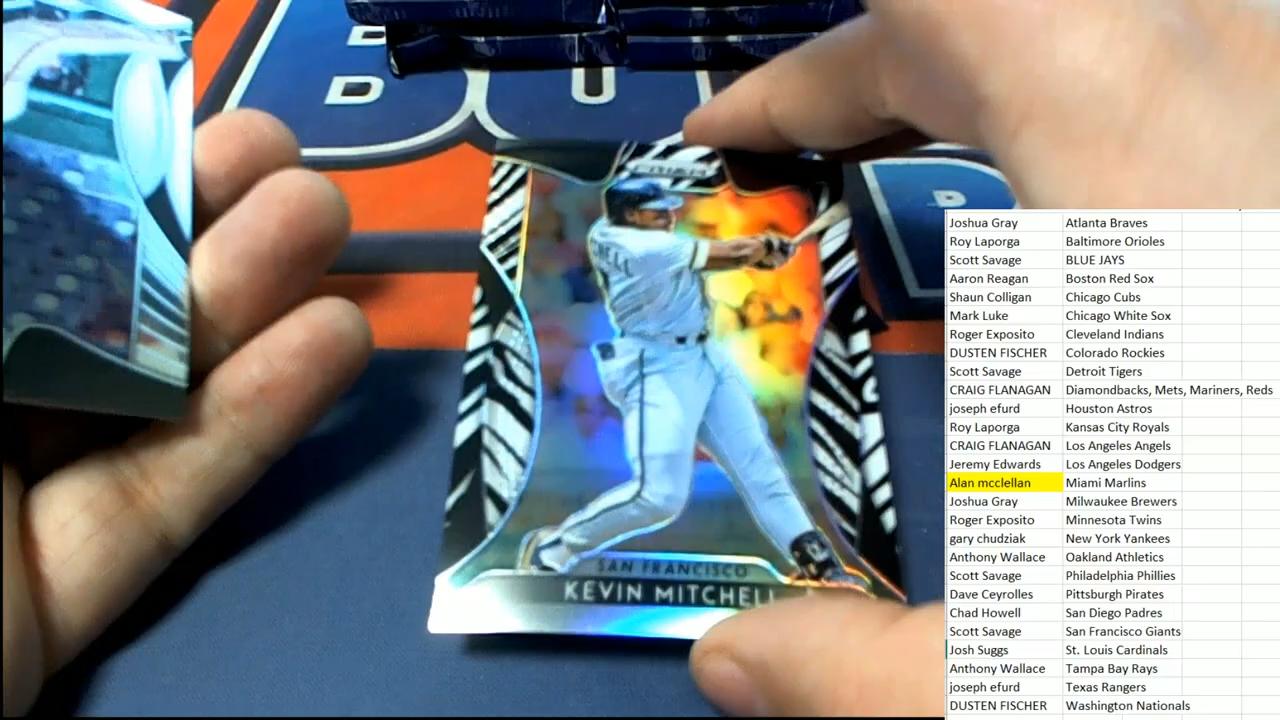 D
D
U
D
PRIZM
SAN FRANCISCO
KEVIN MITCHELL
Joshua Gray Atlanta Braves
Roy Laporga Baltimore Orioles
Scott Savage BLUE JAYS
Aaron Reagan Boston Red Sox
Shaun Colligan Chicago Cubs
Mark Luke Chicago White Sox
Roger Exposito Cleveland Indians
DUSTEN FISCHER Colorado Rockies
Scott Savage Detroit Tigers
CRAIG FLANAGAN Diamondbacks, Mets, Mariners, Reds
joseph efurd Houston Astros
Roy Laporga Kansas City Royals
CRAIG FLANAGAN Los Angeles Angels
Jeremy Edwards Los Angeles Dodgers
Alan mcclellan Miami Marlins
Joshua Gray Milwaukee Brewers
Roger Exposito Minnesota Twins
gary chudziak New York Yankees
Anthony Wallace Oakland Athletics
Scott Savage Philadelphia Phillies
Dave Ceyrolles Pittsburgh Pirates
Chad Howell San Diego Padres
Scott Savage San Francisco Giants
Josh Suggs St. Louis Cardinals
Anthony Wallace Tampa Bay Rays
joseph efurd Texas Rangers
DUSTEN FISCHER Washington Nationals